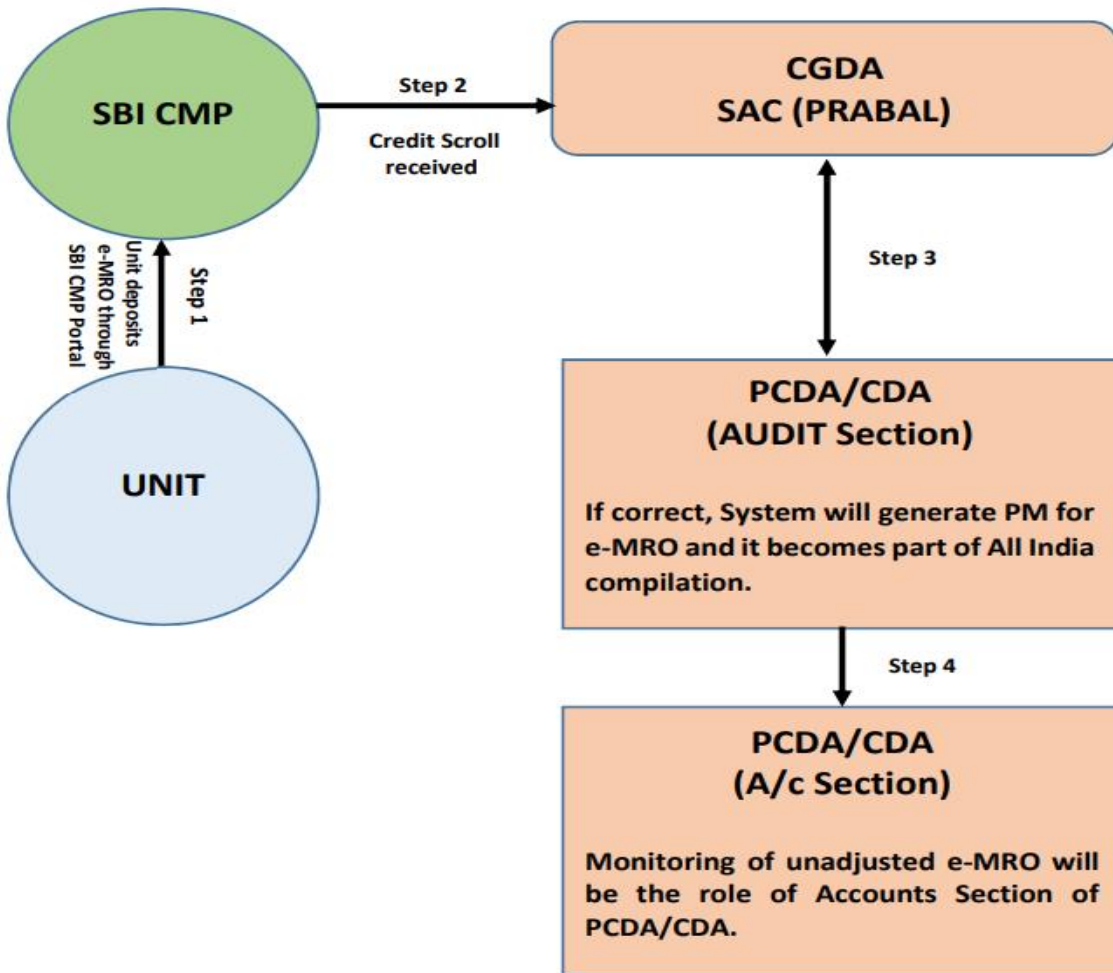 SBI CMP
Step 2
Credit Scroll
received
CGDA
SAC (PRABAL)
Step 1
Unit deposits
e-MRO through
SBI CMP Portal
UNIT
Step 3
PCDA/CDA
(AUDIT Section)
If correct, System will generate PM for
e-MRO and it becomes part of All India
compilation.
Step 4
PCDA/CDA
(A/c Section)
Monitoring of unadjusted e-MRO will
be the role of Accounts Section of
PCDA/CDA.